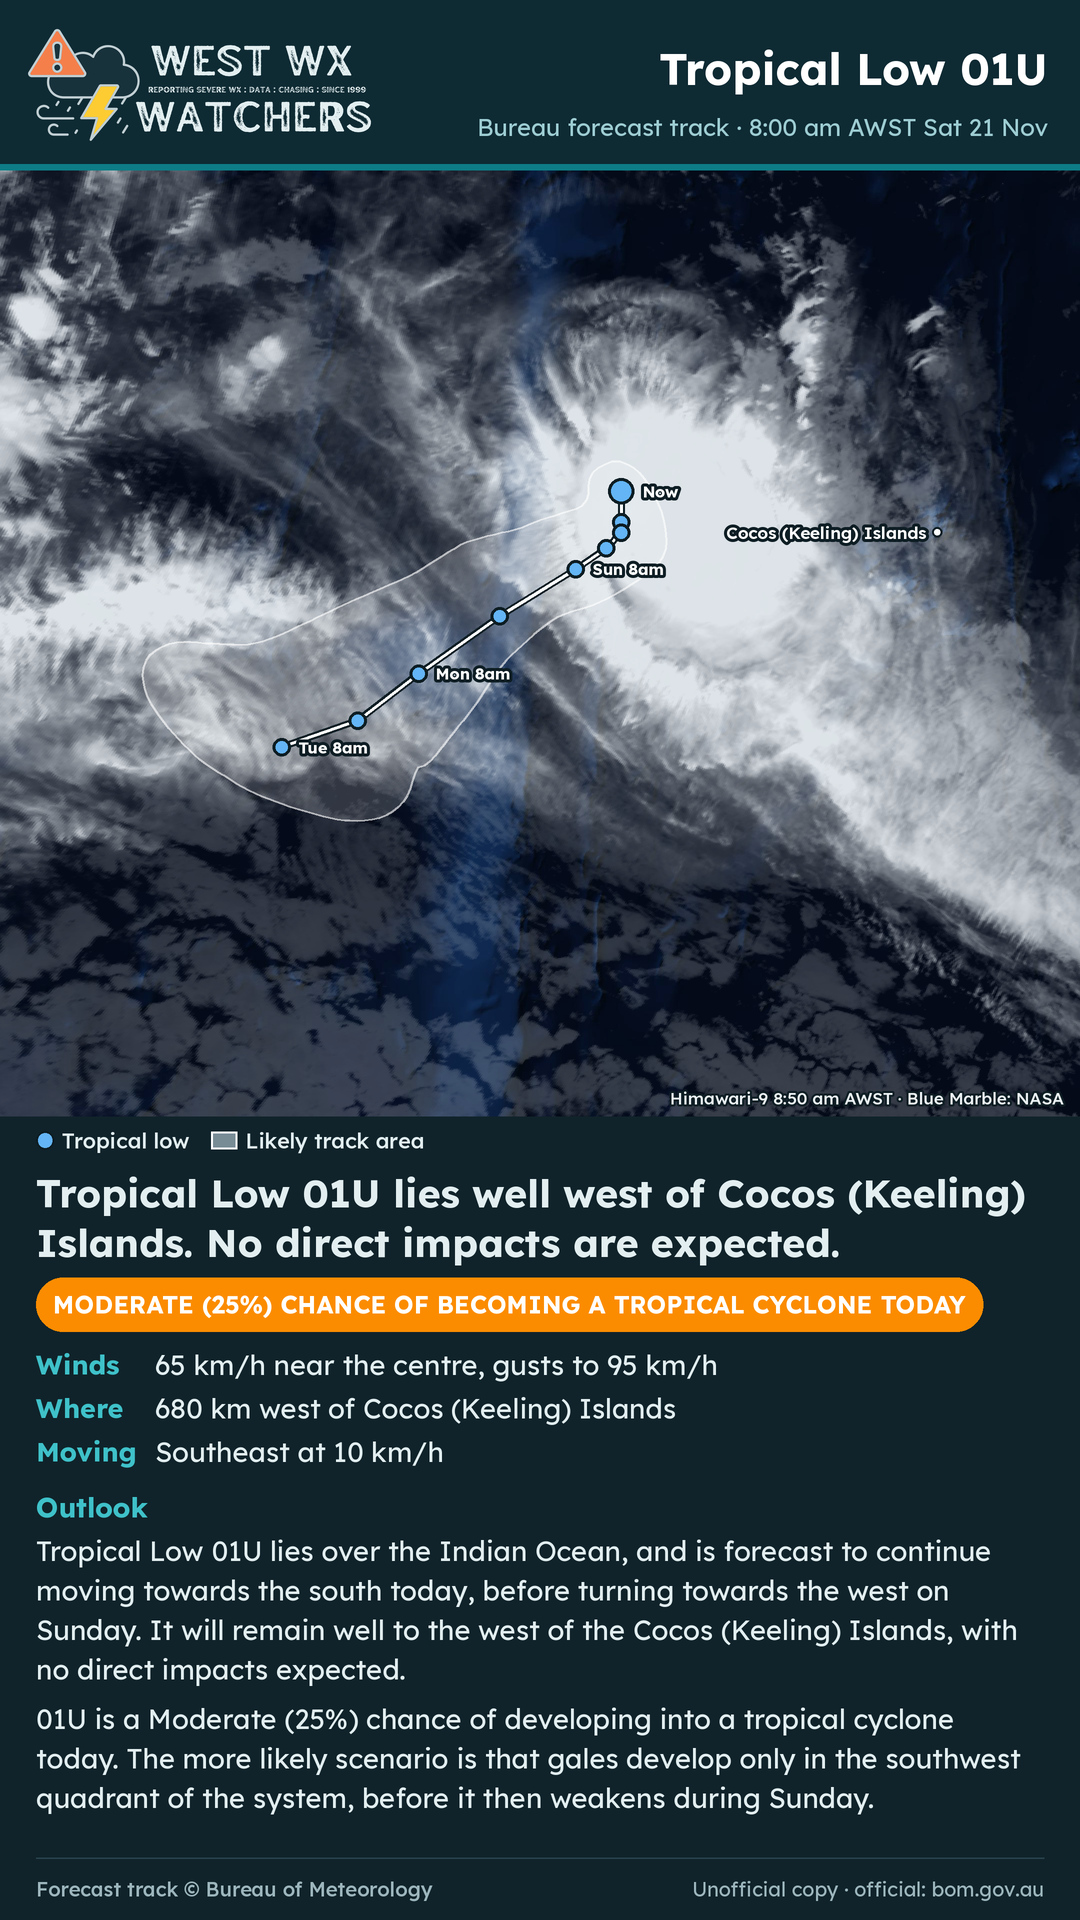 WEST WX
REPORTING SEVERE WX : DATA : CHASING : SINCE 1999
WATCHERS
Tropical Low 01U
Bureau forecast track · 8:00 am AWST Sat 21 Nov
Now
Cocos (Keeling) Islands
Sun 8am
Mon 8am
Tue 8am
Himawari-9 8:50 am AWST · Blue Marble: NASA
Tropical low
Likely track area
Tropical Low 01U lies well west of Cocos (Keeling)
Islands. No direct impacts are expected.
MODERATE (25%) CHANCE OF BECOMING A TROPICAL CYCLONE TODAY
Winds 65 km/h near the centre, gusts to 95 km/h
Where 680 km west of Cocos (Keeling) Islands
Moving Southeast at 10 km/h
Outlook
Tropical Low 01U lies over the Indian Ocean, and is forecast to continue
moving towards the south today, before turning towards the west on
Sunday. It will remain well to the west of the Cocos (Keeling) Islands, with
no direct impacts expected.
01U is a Moderate (25%) chance of developing into a tropical cyclone
today. The more likely scenario is that gales develop only in the southwest
quadrant of the system, before it then weakens during Sunday.
Forecast track © Bureau of Meteorology
Unofficial copy · official: bom.gov.au